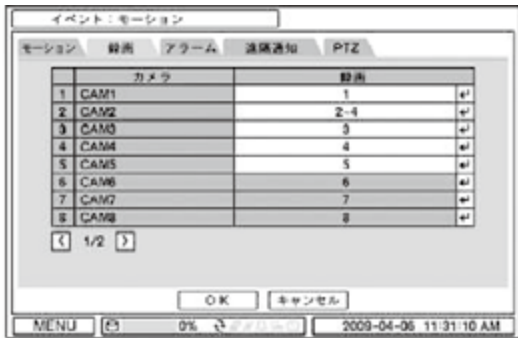 イベント：モーション
モーション 録画 アラーム 遠隔通知 PTZ
カメラ 録画
1 CAM1 1
2 CAM2 2~4
3 CAM3 3
4 CAM4 4
5 CAM5 5
6 CAM6 6
7 CAM7 7
8 CAM8 8
1/2
OK キャンセル
MENU 0% 2009-04-06 11:31:10 AM